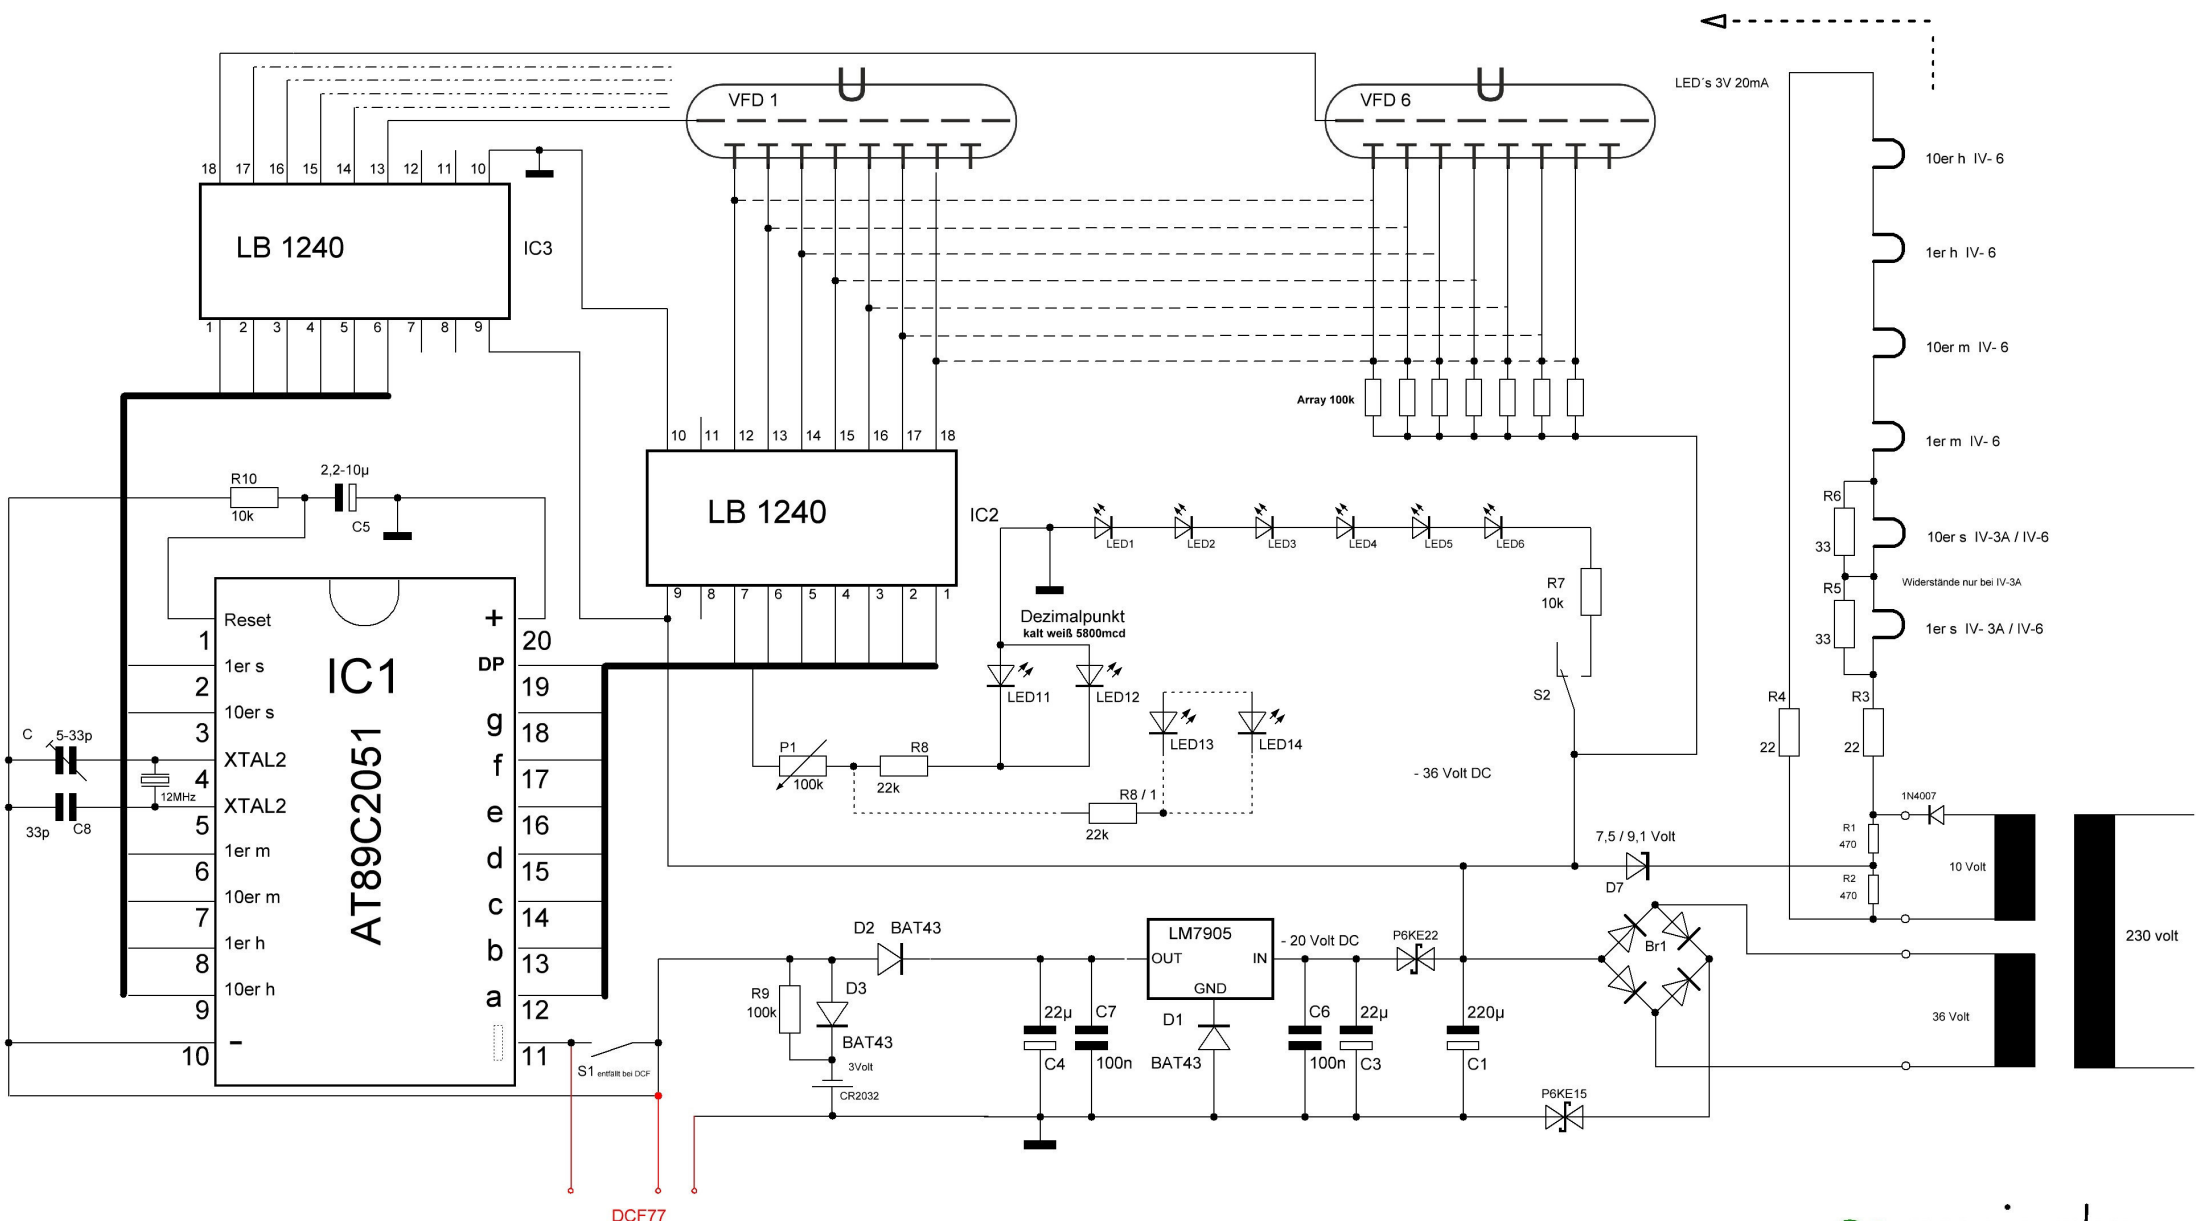 LED´s 3V 20mA
VFD 1
VFD 6
18 17 16 15 14 13 12 11 10
LB 1240
IC3
1 2 3 4 5 6 7 8 9
10er h IV- 6
1er h IV- 6
10er m IV- 6
1er m IV- 6
R6
33
10er s IV-3A / IV-6
Widerstände nur bei IV-3A
R5
33
1er s IV- 3A / IV-6
Array 100k
10 11 12 13 14 15 16 17 18
LB 1240
IC2
9 8 7 6 5 4 3 2 1
R10
10k
2,2-10µ
C5
LED1
LED2
LED3
LED4
LED5
LED6
R7
10k
S2
Dezimalpunkt
kalt weiß 5800mcd
LED11
LED12
LED13
LED14
P1
100k
R8
22k
R8 / 1
22k
- 36 Volt DC
R4
22
R3
22
1N4007
R1
470
R2
470
10 Volt
7,5 / 9,1 Volt
D7
IC1
AT89C2051
Reset
1
1er s
2
10er s
3
XTAL2
4
XTAL2
5
1er m
6
10er m
7
1er h
8
10er h
9
-
10
+
20
DP
19
g
18
f
17
e
16
d
15
c
14
b
13
a
12
11
C
5-33p
12MHz
33p
C8
S1 entfällt bei DCF
D2 BAT43
R9
100k
D3
BAT43
3Volt
CR2032
22µ
C4
C7
100n
LM7905
OUT
IN
GND
D1
BAT43
- 20 Volt DC
C6
100n
22µ
C3
P6KE22
220µ
C1
Br1
P6KE15
36 Volt
230 volt
DCF77